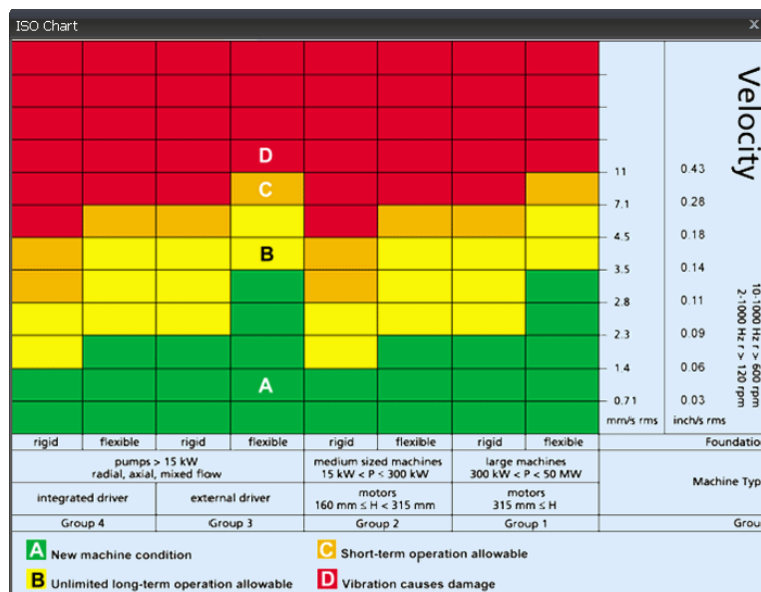 ISO Chart x
Velocity
10-1000 Hz r > 600 rpm
2-1000 Hz r > 120 rpm
D
C
B
A
11 0.43
7.1 0.28
4.5 0.18
3.5 0.14
2.8 0.11
2.3 0.09
1.4 0.06
0.71 0.03
mm/s rms inch/s rms
rigid flexible rigid flexible rigid flexible rigid flexible Foundatio
pumps > 15 kW medium sized machines large machines
radial, axial, mixed flow 15 kW < P ≤ 300 kW 300 kW < P < 50 MW
Machine Typ
integrated driver external driver motors motors
160 mm ≤ H < 315 mm 315 mm ≤ H
Group 4 Group 3 Group 2 Group 1 Grou
A New machine condition C Short-term operation allowable
B Unlimited long-term operation allowable D Vibration causes damage